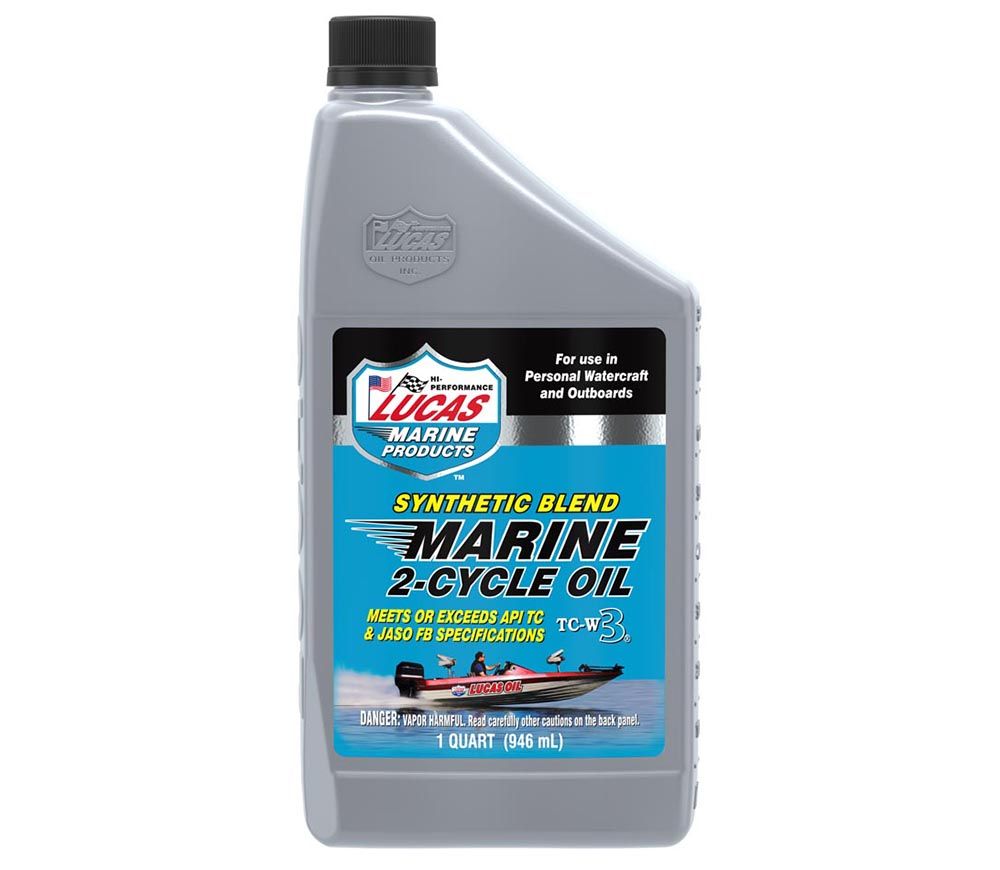 LUCAS
OIL PRODUCTS
INC.
For use in
Personal Watercraft
and Outboards
HI-
PERFORMANCE
LUCAS
MARINE
PRODUCTS
TM
SYNTHETIC BLEND
MARINE
2-CYCLE OIL
MEETS OR EXCEEDS API TC
& JASO FB SPECIFICATIONS
TC-W3®
LUCAS OIL
DANGER: VAPOR HARMFUL. Read carefully other cautions on the back panel.
1 QUART (946 mL)